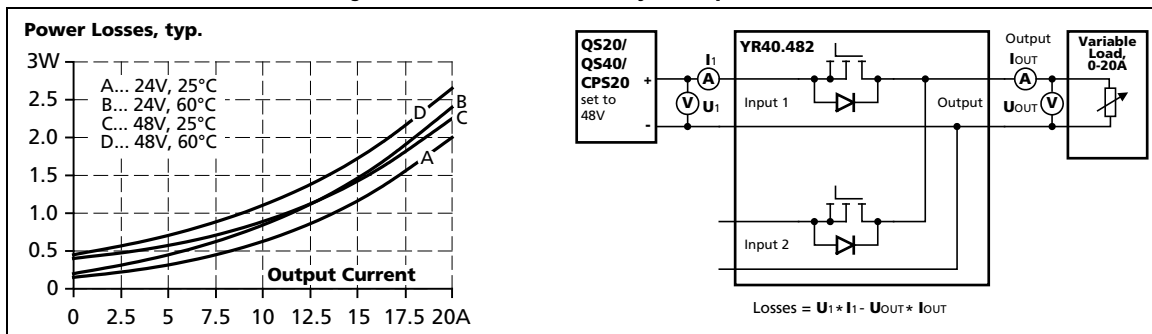 Power Losses, typ.
3W
2.5
2.0
1.5
1.0
0.5
0
A... 24V, 25°C
B... 24V, 60°C
C... 48V, 25°C
D... 48V, 60°C
D
B
C
A
Output Current
0 2.5 5 7.5 10 12.5 15 17.5 20A
QS20/
QS40/
CPS20
set to
48V
+
-
I1
A
V U1
YR40.482
Input 1
Output
Input 2
Output
IOUT
A
UOUT V
Variable
Load,
0-20A
Losses = U1* I1 - UOUT* IOUT